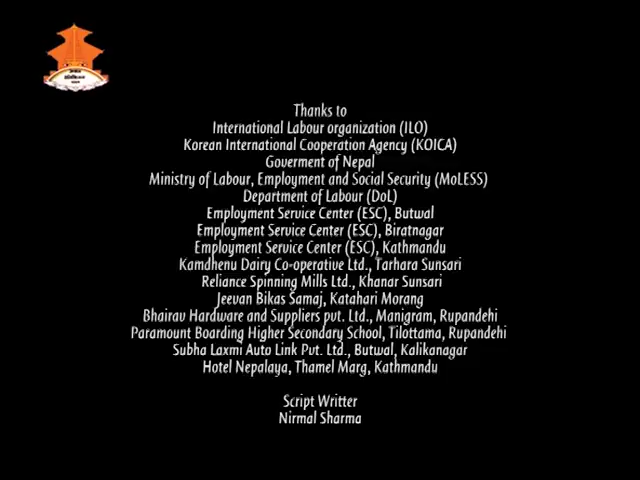 Thanks to
International Labour organization (ILO)
Korean International Cooperation Agency (KOICA)
Goverment of Nepal
Ministry of Labour, Employment and Social Security (MoLESS)
Department of Labour (DoL)
Employment Service Center (ESC), Butwal
Employment Service Center (ESC), Biratnagar
Employment Service Center (ESC), Kathmandu
Kamdhenu Dairy Co-operative Ltd., Tarhara Sunsari
Reliance Spinning Mills Ltd., Khanar Sunsari
Jeevan Bikas Samaj, Katahari Morang
Bhairav Hardware and Suppliers pvt. Ltd., Manigram, Rupandehi
Paramount Boarding Higher Secondary School, Tilottama, Rupandehi
Subha Laxmi Auto Link Pvt. Ltd., Butwal, Kalikanagar
Hotel Nepalaya, Thamel Marg, Kathmandu
Script Writter
Nirmal Sharma